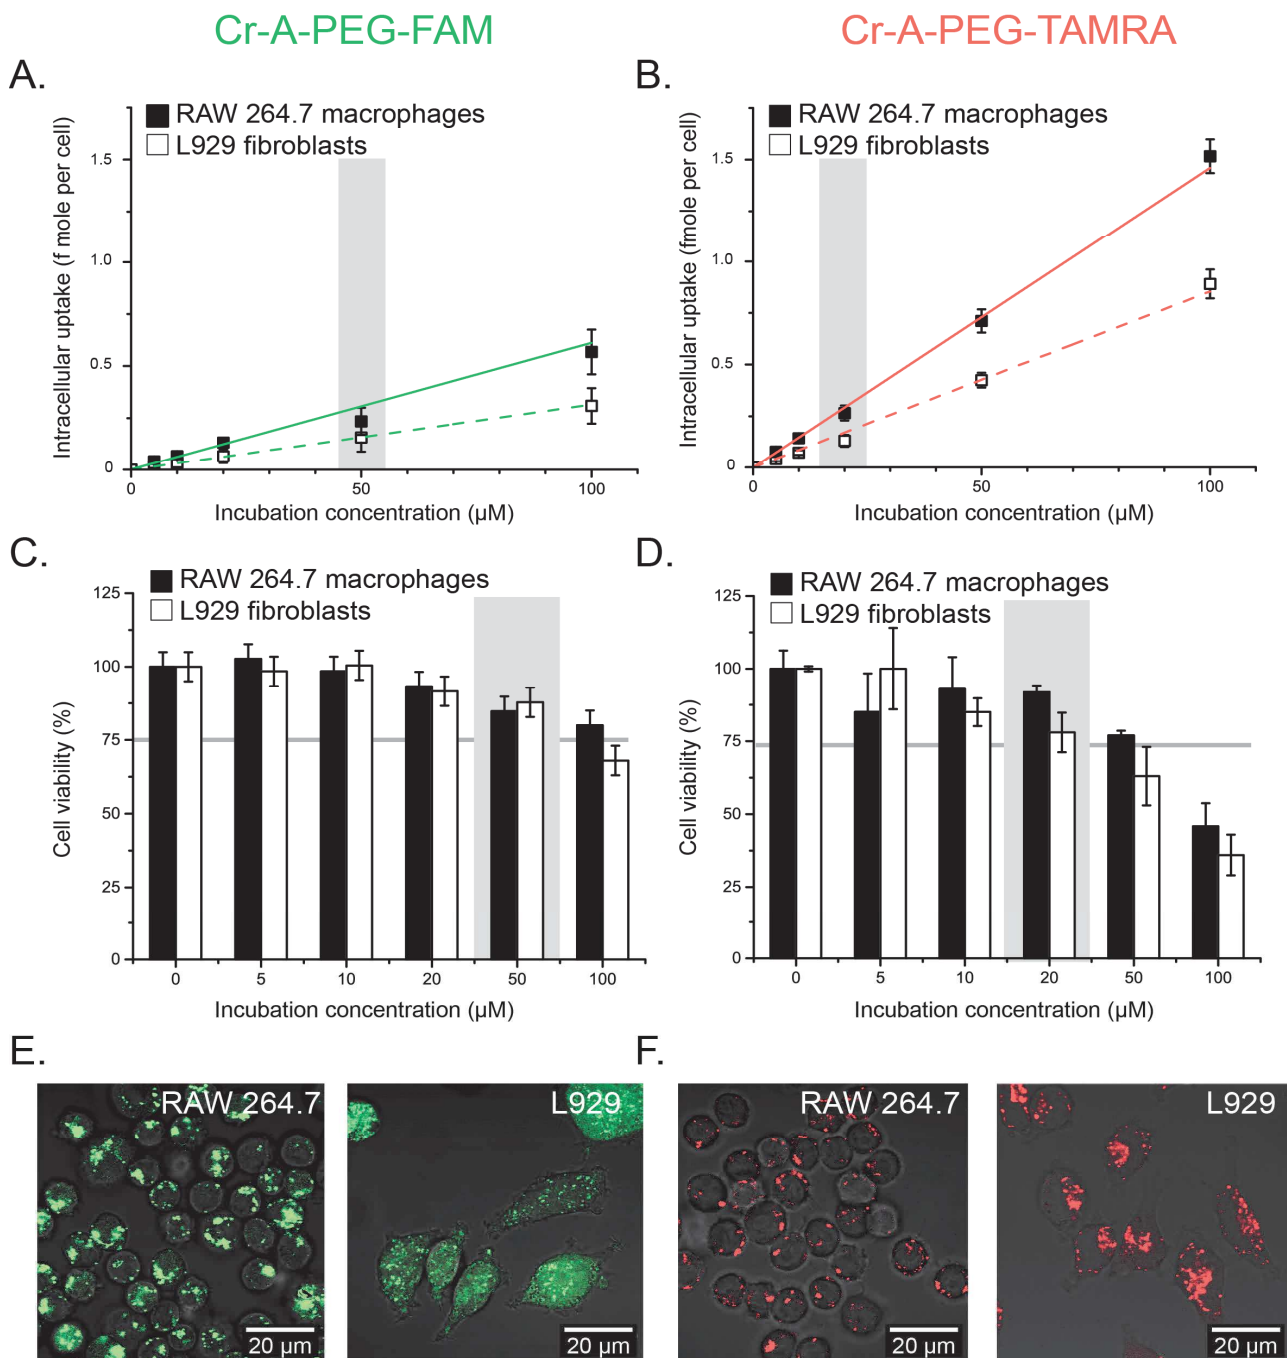 Cr-A-PEG-FAM
Cr-A-PEG-TAMRA
A.
RAW 264.7 macrophages
L929 fibroblasts
Intracellular uptake (f mole per cell)
1.5
1.0
0.5
0
0
50
100
Incubation concentration (µM)
B.
RAW 264.7 macrophages
L929 fibroblasts
Intracellular uptake (fmole per cell)
1.5
1.0
0.5
0
0
50
100
Incubation concentration (µM)
C.
RAW 264.7 macrophages
L929 fibroblasts
Cell viability (%)
125
100
75
50
25
0
0
5
10
20
50
100
Incubation concentration (µM)
D.
RAW 264.7 macrophages
L929 fibroblasts
Cell viability (%)
125
100
75
50
25
0
0
5
10
20
50
100
Incubation concentration (µM)
E.
RAW 264.7
20 µm
L929
20 µm
F.
RAW 264.7
20 µm
L929
20 µm